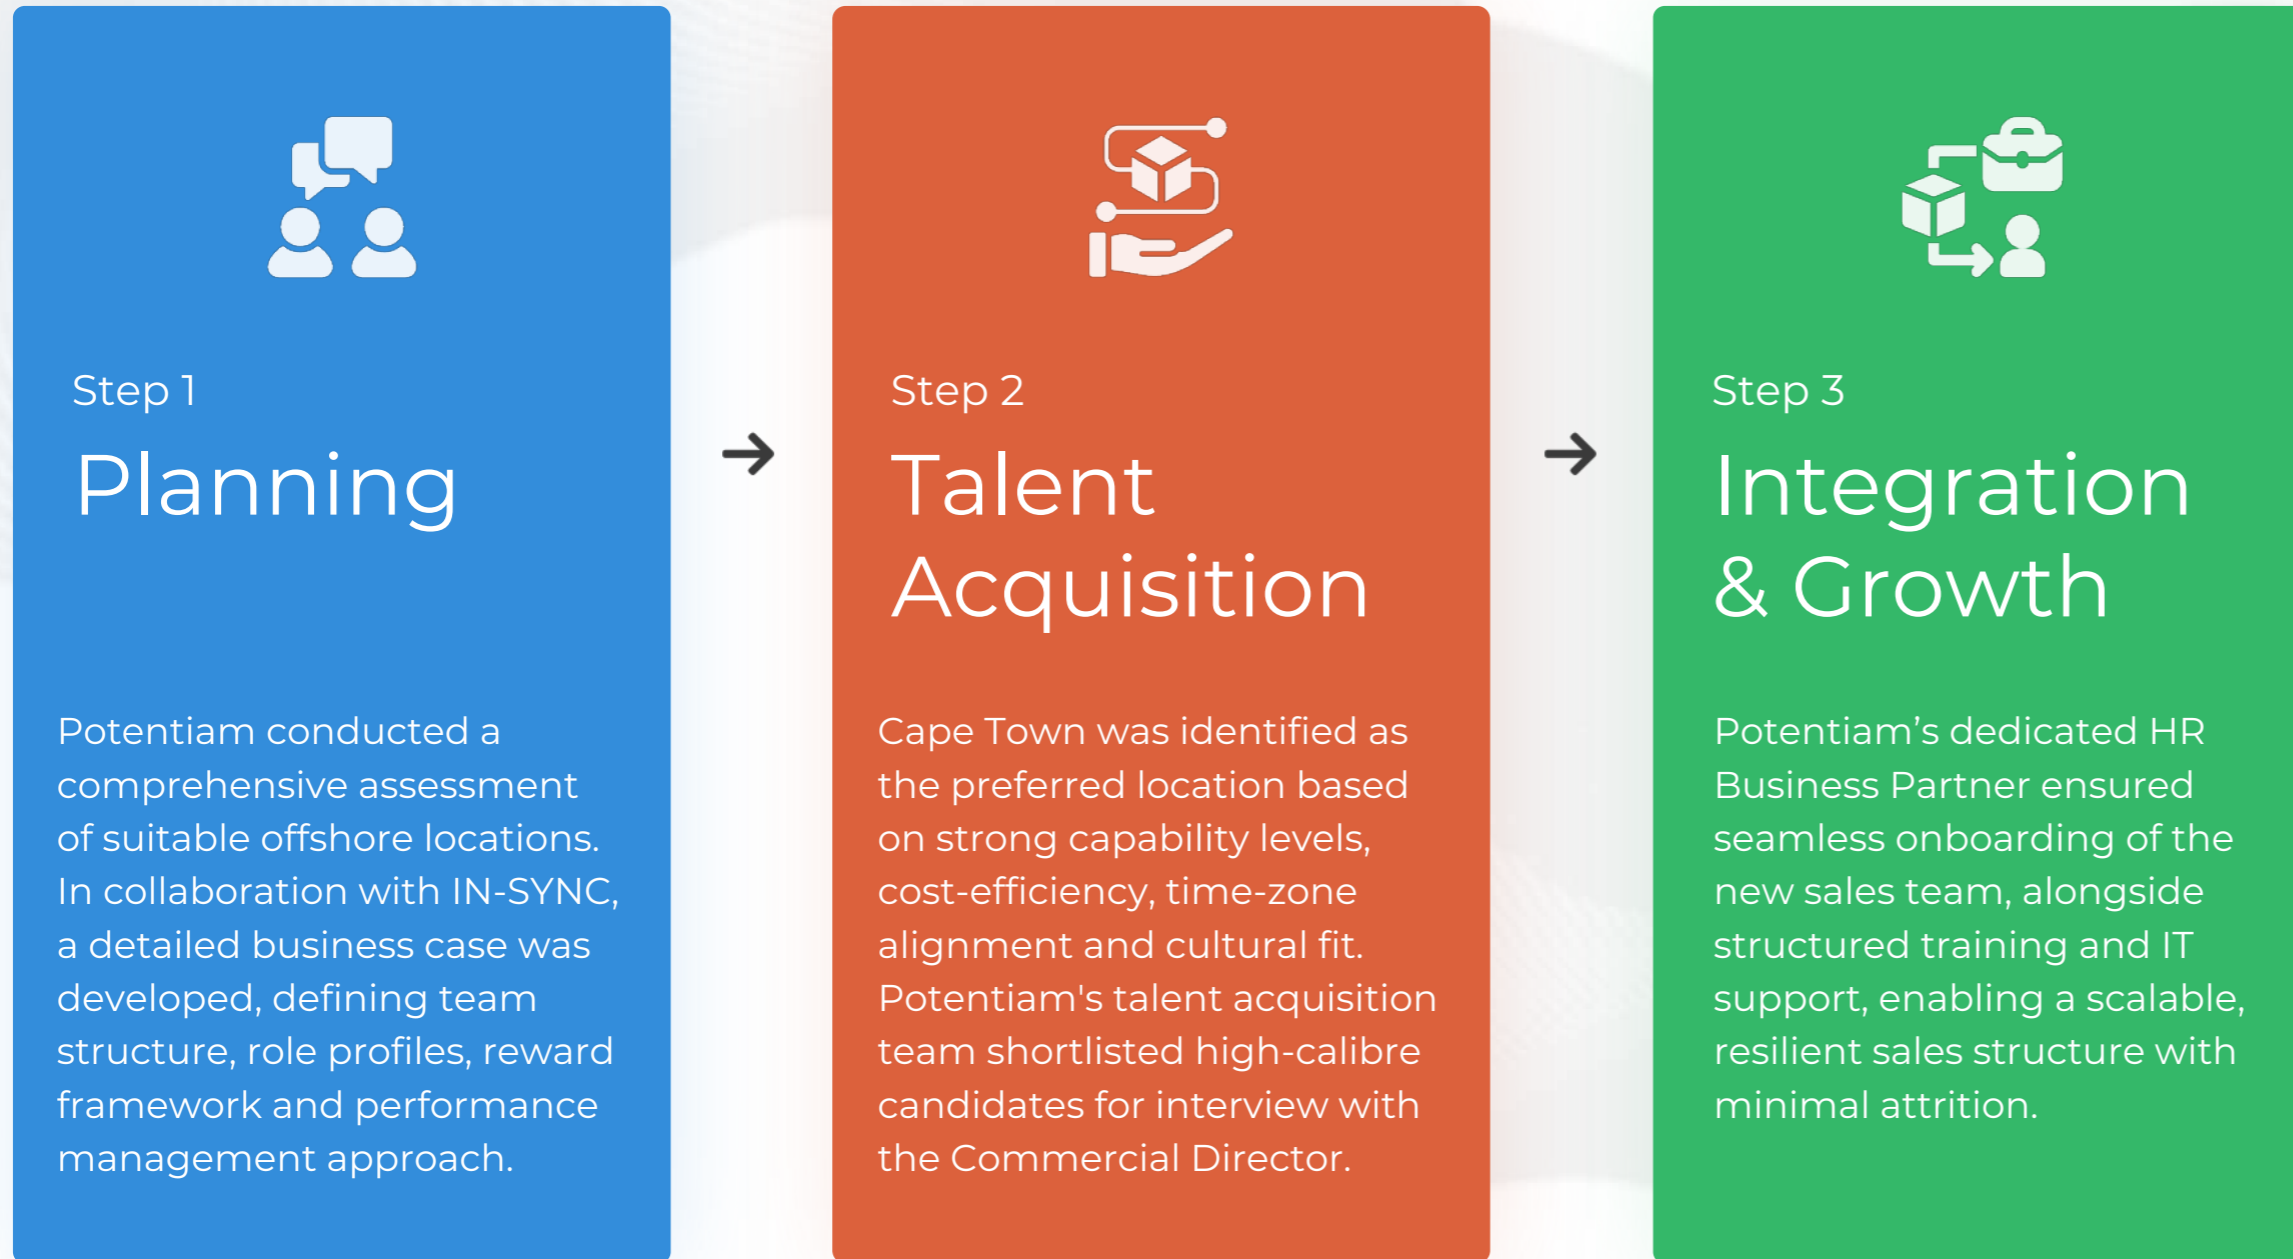 Step 1
Planning
Potentiam conducted a
comprehensive assessment
of suitable offshore locations.
In collaboration with IN-SYNC,
a detailed business case was
developed, defining team
structure, role profiles, reward
framework and performance
management approach.
Step 2
Talent
Acquisition
Cape Town was identified as
the preferred location based
on strong capability levels,
cost-efficiency, time-zone
alignment and cultural fit.
Potentiam's talent acquisition
team shortlisted high-calibre
candidates for interview with
the Commercial Director.
Step 3
Integration
& Growth
Potentiam’s dedicated HR
Business Partner ensured
seamless onboarding of the
new sales team, alongside
structured training and IT
support, enabling a scalable,
resilient sales structure with
minimal attrition.